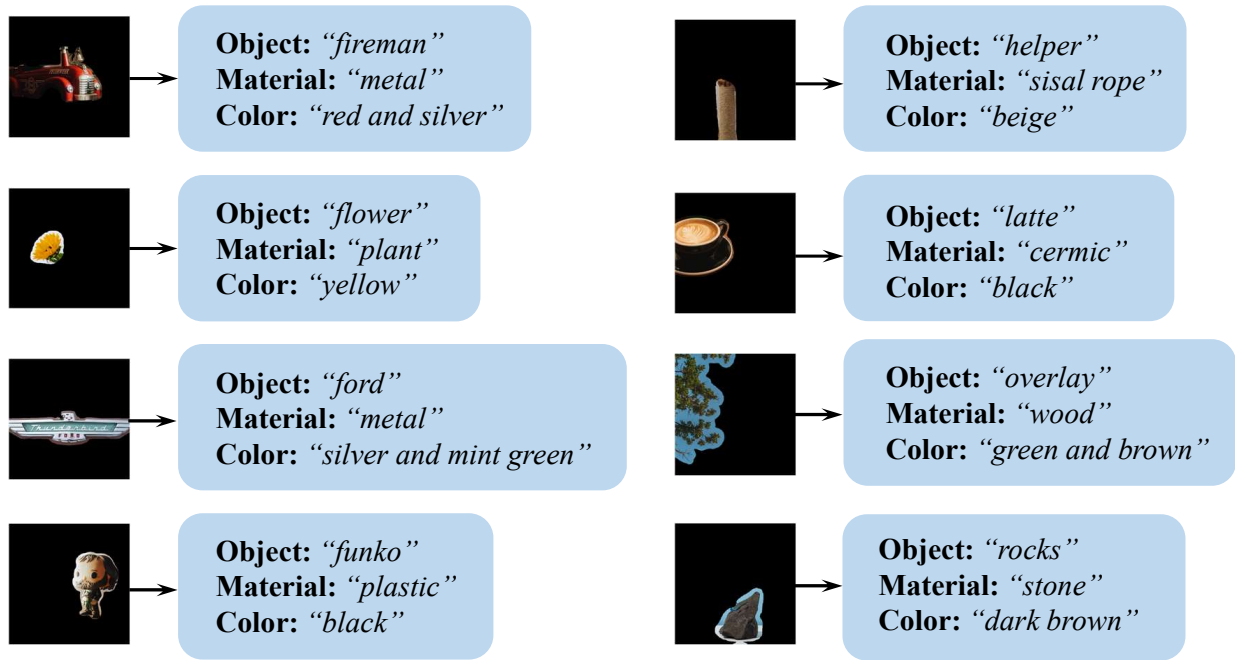 Object: “fireman”
Material: “metal”
Color: “red and silver”
Object: “helper”
Material: “sisal rope”
Color: “beige”
Object: “flower”
Material: “plant”
Color: “yellow”
Object: “latte”
Material: “cermic”
Color: “black”
Object: “ford”
Material: “metal”
Color: “silver and mint green”
Thunderbird
FORD
Object: “overlay”
Material: “wood”
Color: “green and brown”
Object: “funko”
Material: “plastic”
Color: “black”
Object: “rocks”
Material: “stone”
Color: “dark brown”